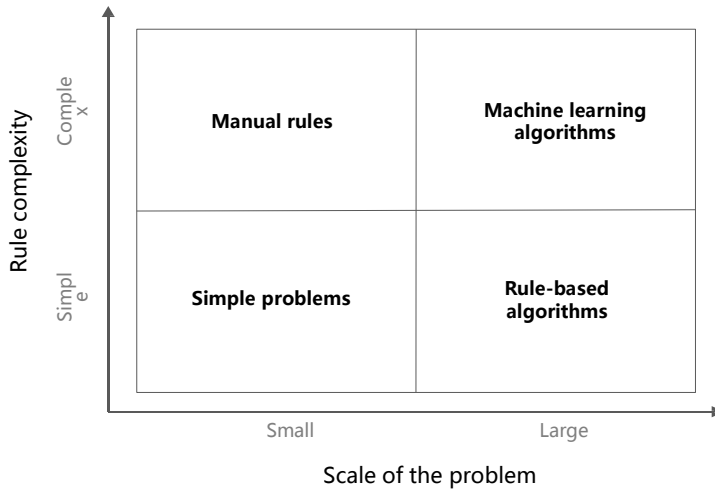 Rule complexity
Comple
x
Simpl
e
Manual rules
Machine learning
algorithms
Simple problems
Rule-based
algorithms
Small
Large
Scale of the problem